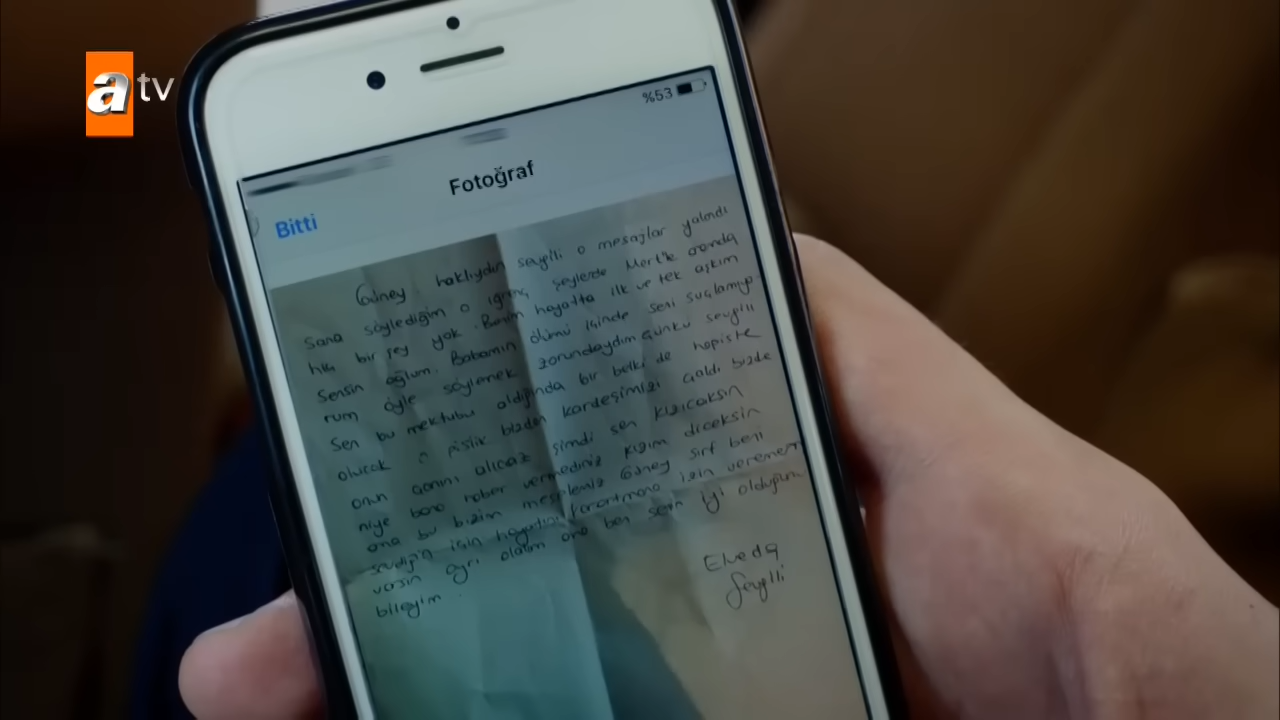 atv
%53
Fotoğraf
Bitti
Güney haklıydın sevgili o mesajlar yalandı
sana söylediğim o iğrenç şeylerde Mert'le aranda
hiç bir şey yok. Benim hayatta ilk ve tek aşkım
sensin oğlum. Babamın ölümü içinde seni suçlamıyo
rum öyle söylemek zorundaydım çünkü sevgili
Sen bu mektubu aldığında bir belki de hapiste
olucak o pislik bizden kardeşimizi çaldı bizde
onun canını alıcaz şimdi sen kızıcaksın
niye bana haber vermediniz kızım diceksin
ama bu bizim meselemiz Güney sırf beni
sevdiğin için hayatını karartmana izin veremem
varsın ayrı olalım ama ben senin iyi olduğunu
bileyim.
Elveda
Sevgili